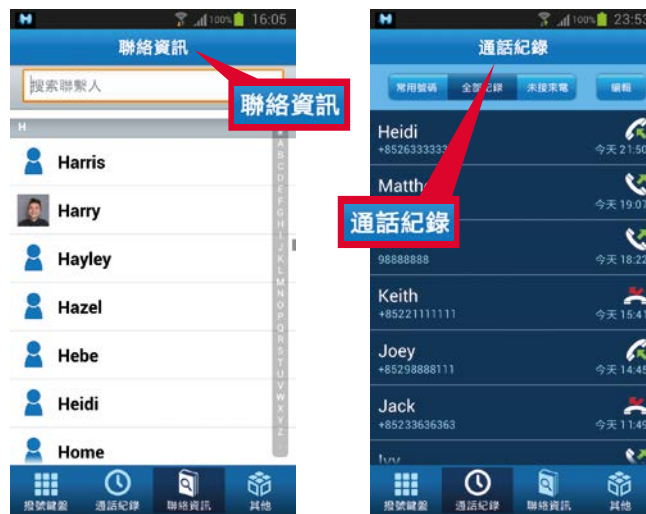 100% 16:05
聯絡資訊
搜索聯繫人
聯絡資訊
H
Harris
Harry
Hayley
Hazel
Hebe
Heidi
Home
#
A
B
C
D
E
F
G
H
I
J
K
L
M
N
O
P
Q
R
S
T
U
V
W
X
Y
Z
撥號鍵盤 通話紀錄 聯絡資訊 其他
100% 23:53
通話紀錄
常用號碼 全部記錄 未接來電 編輯
Heidi
+8526333333
今天 21:50
Matth
今天 19:07
通話紀錄
98888888
今天 18:22
Keith
+85221111111
今天 15:41
Joey
+85298888111
今天 14:45
Jack
+85233636363
今天 11:49
Ivy
撥號鍵盤 通話紀錄 聯絡資訊 其他